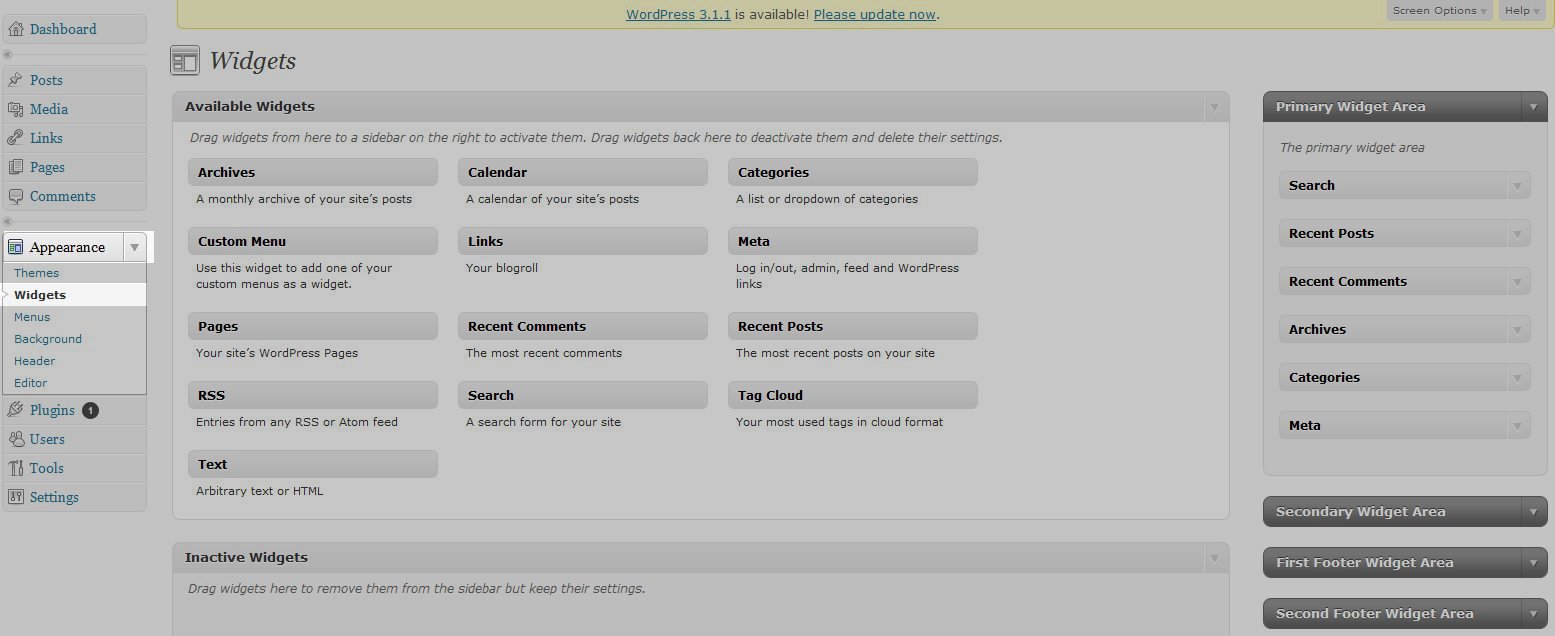 WordPress 3.1.1 is available! Please update now.
Screen Options
Help
Dashboard
Posts
Media
Links
Pages
Comments
Appearance
Themes
Widgets
Menus
Background
Header
Editor
Plugins 1
Users
Tools
Settings
Widgets
Available Widgets
Drag widgets from here to a sidebar on the right to activate them. Drag widgets back here to deactivate them and delete their settings.
Archives
A monthly archive of your site’s posts
Calendar
A calendar of your site’s posts
Categories
A list or dropdown of categories
Custom Menu
Use this widget to add one of your
custom menus as a widget.
Links
Your blogroll
Meta
Log in/out, admin, feed and WordPress
links
Pages
Your site’s WordPress Pages
Recent Comments
The most recent comments
Recent Posts
The most recent posts on your site
RSS
Entries from any RSS or Atom feed
Search
A search form for your site
Tag Cloud
Your most used tags in cloud format
Text
Arbitrary text or HTML
Inactive Widgets
Drag widgets here to remove them from the sidebar but keep their settings.
Primary Widget Area
The primary widget area
Search
Recent Posts
Recent Comments
Archives
Categories
Meta
Secondary Widget Area
First Footer Widget Area
Second Footer Widget Area